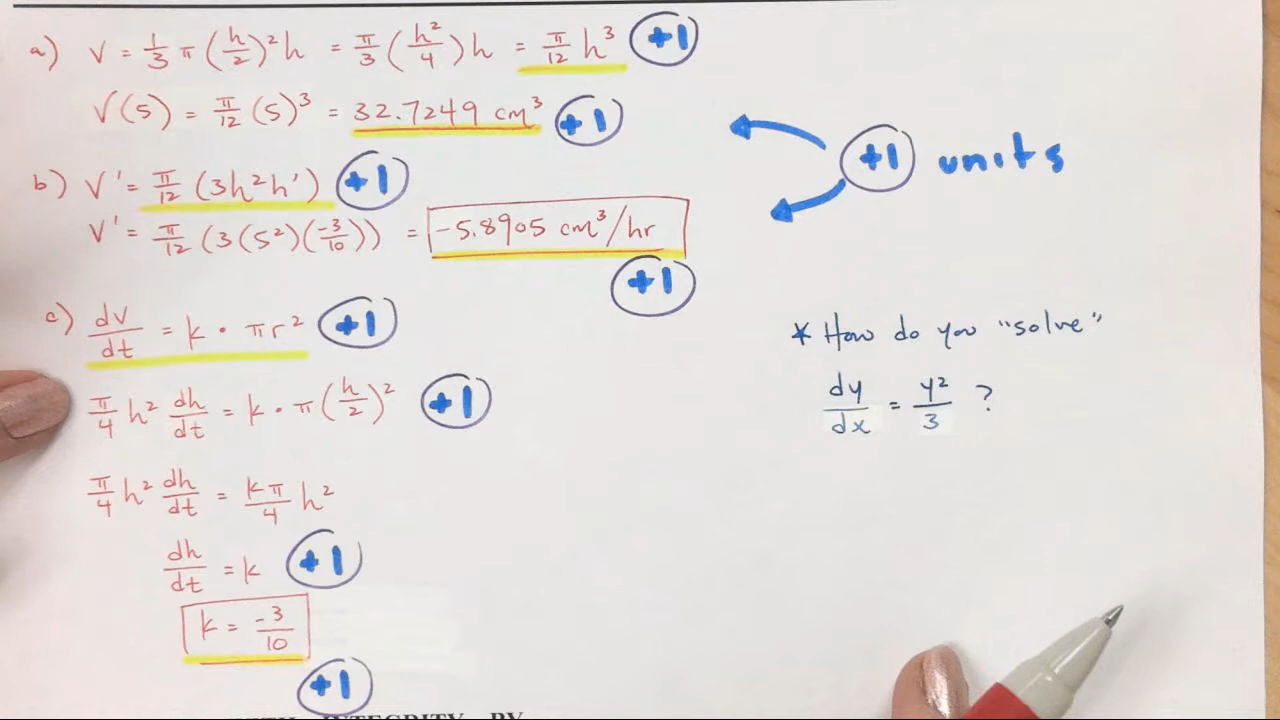 a) V = 1/3 π (h/2)² h = π/3 (h²/4) h = π/12 h³ +1
V(5) = π/12 (5)³ = 32.7249 cm³ +1
+1 units
b) V' = π/12 (3h²h') +1
V' = π/12 (3(5²)(-3/10)) = -5.8905 cm³/hr
+1
c) dV/dt = k · πr² +1
* How do you "solve"
dy/dx = y²/3 ?
π/4 h² dh/dt = k · π (h/2)² +1
π/4 h² dh/dt = kπ/4 h²
dh/dt = k +1
k = -3/10
+1
INTEGRITY